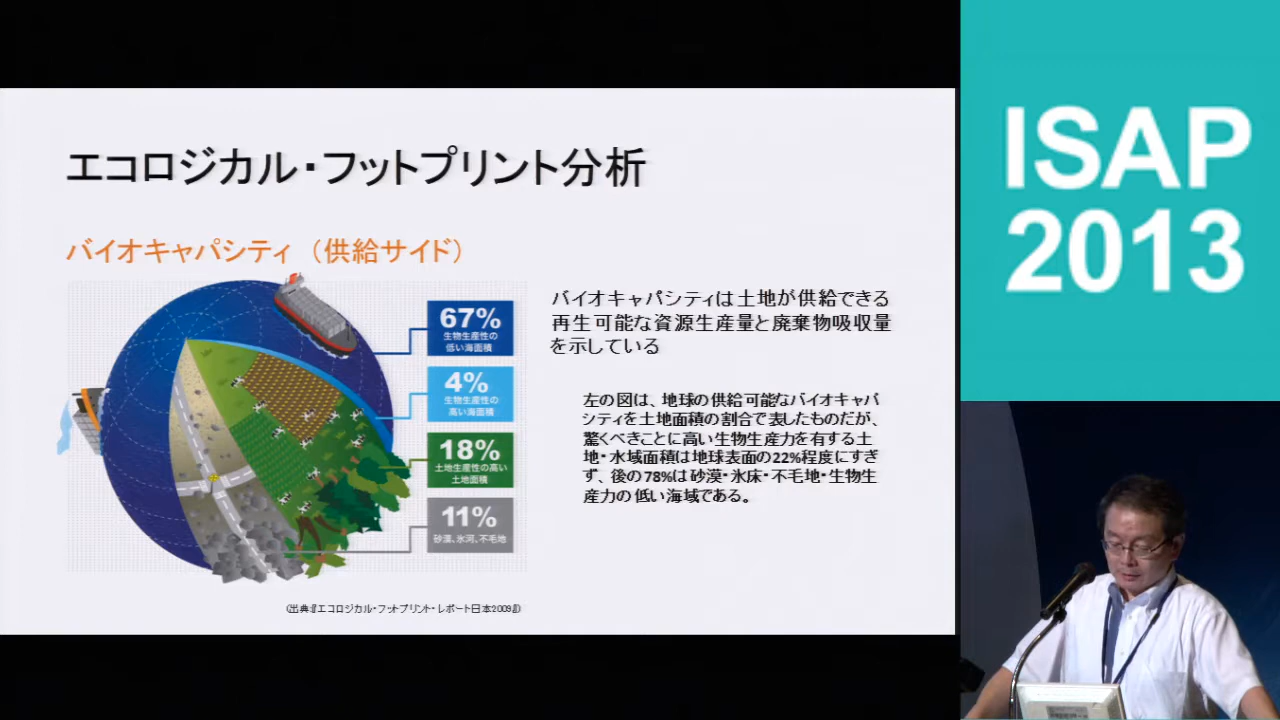 エコロジカル・フットプリント分析
バイオキャパシティ（供給サイド）
67%
生物生産性の
低い海面積
4%
生物生産性の
高い海面積
18%
土地生産性の高い
土地面積
11%
砂漠、氷河、不毛地
（出典:『エコロジカル・フットプリント・レポート日本2009』）
バイオキャパシティは土地が供給できる
再生可能な資源生産量と廃棄物吸収量
を示している
左の図は、地球の供給可能なバイオキャパ
シティを土地面積の割合で表したものだが、
驚くべきことに高い生物生産力を有する土
地・水域面積は地球表面の22%程度にすぎ
ず、後の78%は砂漠・氷床・不毛地・生物生
産力の低い海域である。
ISAP
2013